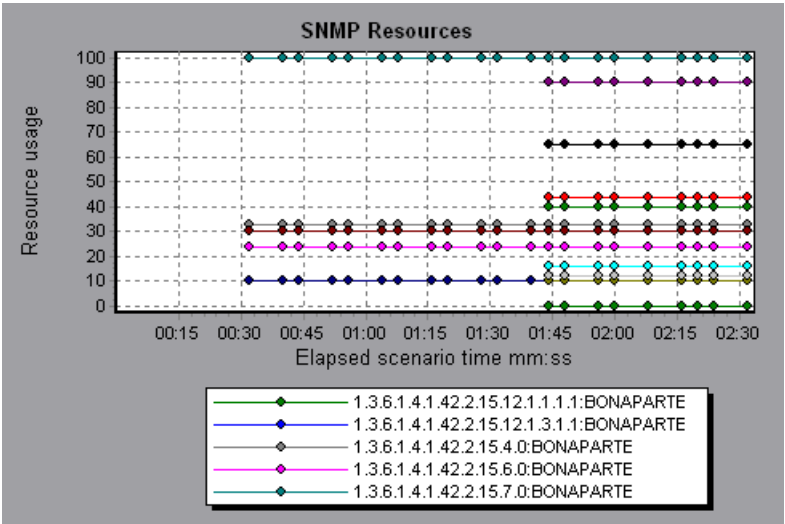 SNMP Resources
100
90
80
70
60
50
40
30
20
10
0
Resource usage
00:15 00:30 00:45 01:00 01:15 01:30 01:45 02:00 02:15 02:30
Elapsed scenario time mm:ss
1.3.6.1.4.1.42.2.15.12.1.1.1.1:BONAPARTE
1.3.6.1.4.1.42.2.15.12.1.3.1.1:BONAPARTE
1.3.6.1.4.1.42.2.15.4.0:BONAPARTE
1.3.6.1.4.1.42.2.15.6.0:BONAPARTE
1.3.6.1.4.1.42.2.15.7.0:BONAPARTE